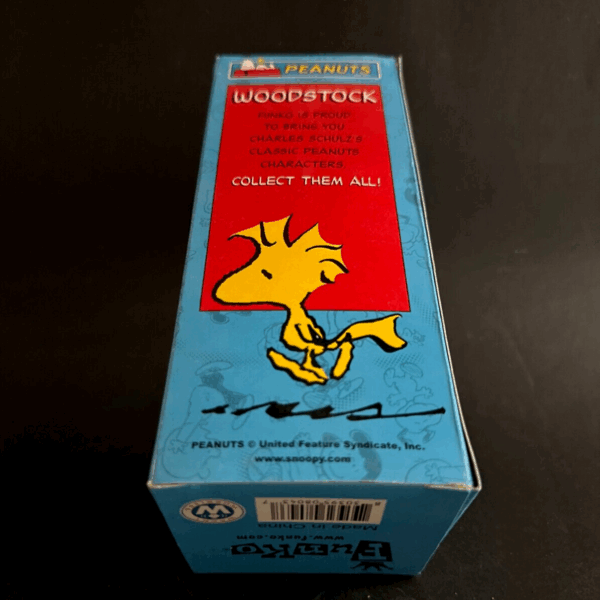 PEANUTS
WOODSTOCK
FUNKO IS PROUD
TO BRING YOU
CHARLES SCHULZ'S
CLASSIC PEANUTS
CHARACTERS.
COLLECT THEM ALL!
PEANUTS © United Feature Syndicate, Inc.
www.snoopy.com
Made in China
www.funko.com
FunKo